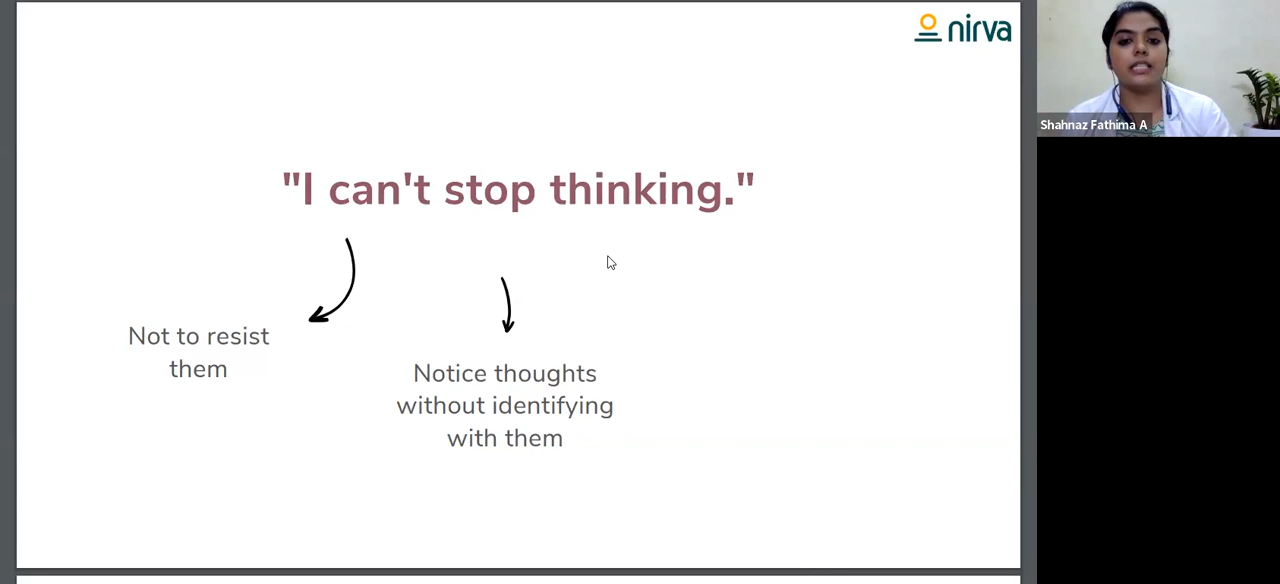 nirva
"I can't stop thinking."
Not to resist
them
Notice thoughts
without identifying
with them
Shahnaz Fathima A